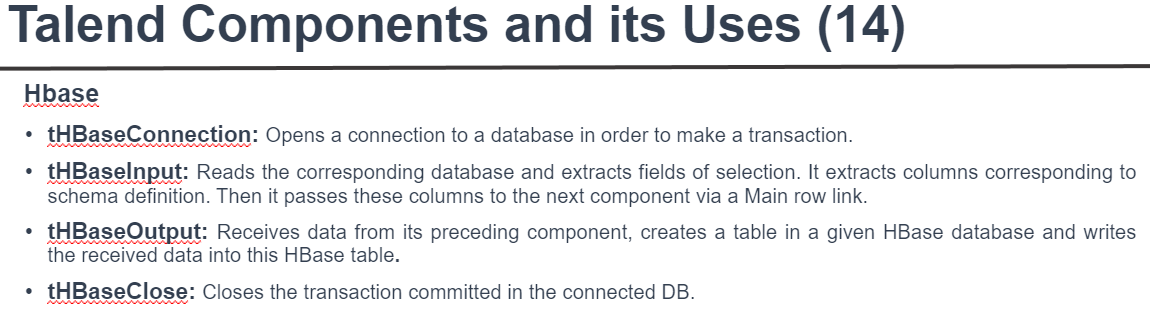 Talend Components and its Uses (14)
Hbase
• tHBaseConnection: Opens a connection to a database in order to make a transaction.
• tHBaseInput: Reads the corresponding database and extracts fields of selection. It extracts columns corresponding to
schema definition. Then it passes these columns to the next component via a Main row link.
• tHBaseOutput: Receives data from its preceding component, creates a table in a given HBase database and writes
the received data into this HBase table.
• tHBaseClose: Closes the transaction committed in the connected DB.